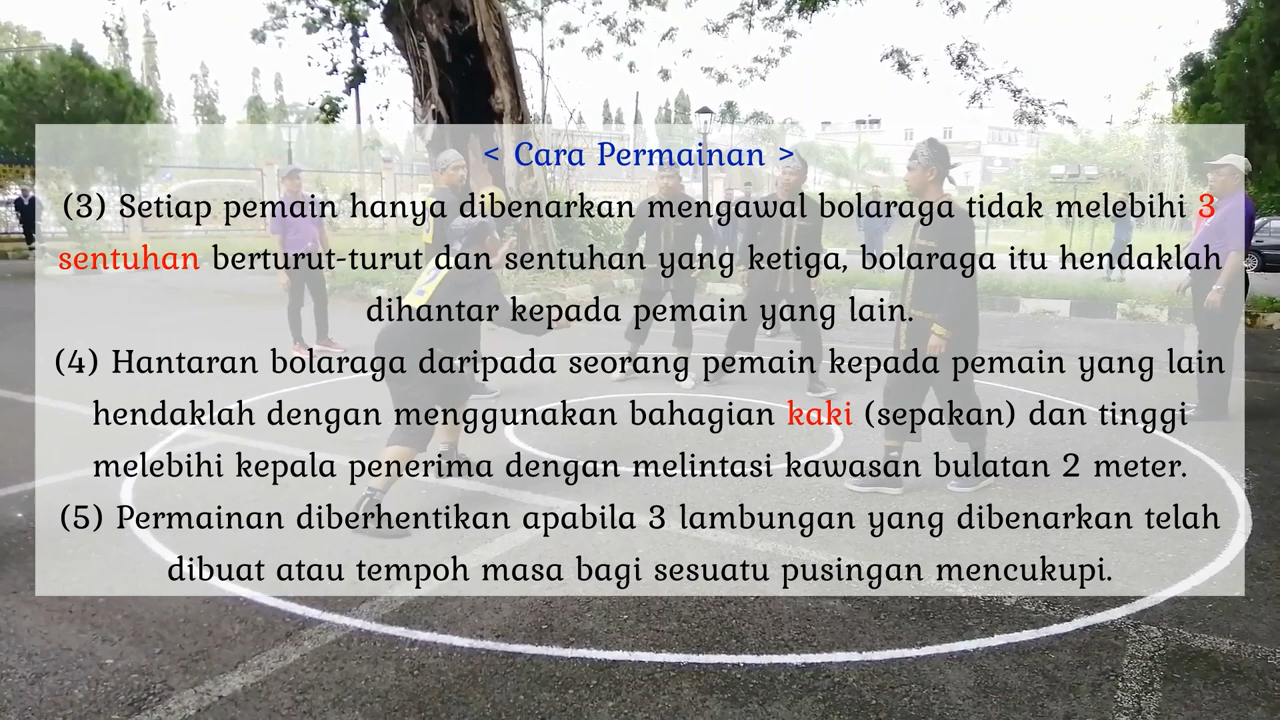 < Cara Permainan >
(3) Setiap pemain hanya dibenarkan mengawal bolaraga tidak melebihi 3
sentuhan berturut-turut dan sentuhan yang ketiga, bolaraga itu hendaklah
dihantar kepada pemain yang lain.
(4) Hantaran bolaraga daripada seorang pemain kepada pemain yang lain
hendaklah dengan menggunakan bahagian kaki (sepakan) dan tinggi
melebihi kepala penerima dengan melintasi kawasan bulatan 2 meter.
(5) Permainan diberhentikan apabila 3 lambungan yang dibenarkan telah
dibuat atau tempoh masa bagi sesuatu pusingan mencukupi.